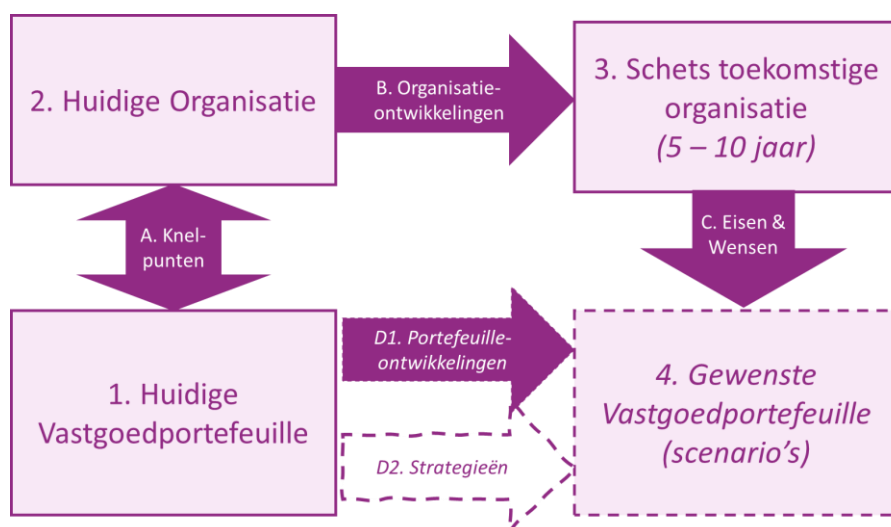 2. Huidige Organisatie
B. Organisatie-
ontwikkelingen
3. Schets toekomstige
organisatie
(5 – 10 jaar)
A. Knel-
punten
C. Eisen &
Wensen
1. Huidige
Vastgoedportefeuille
D1. Portefeuille-
ontwikkelingen
D2. Strategieën
4. Gewenste
Vastgoedportefeuille
(scenario's)